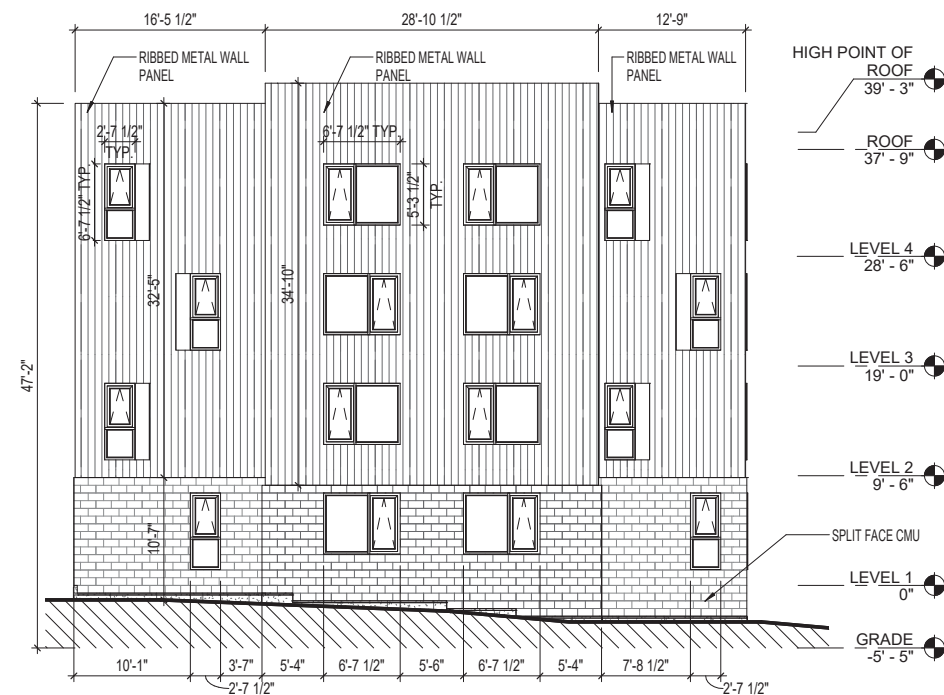 16'-5 1/2"
28'-10 1/2"
12'-9"
RIBBED METAL WALL
PANEL
RIBBED METAL WALL
PANEL
RIBBED METAL WALL
PANEL
HIGH POINT OF
ROOF
39' - 3"
2'-7 1/2"
TYP.
6'-7 1/2" TYP.
6'-7 1/2" TYP.
5'-3 1/2"
TYP.
ROOF
37' - 9"
32'-5"
34'-10"
LEVEL 4
28' - 6"
47'-2"
LEVEL 3
19' - 0"
LEVEL 2
9' - 6"
10'-7"
SPLIT FACE CMU
LEVEL 1
0"
GRADE
-5' - 5"
10'-1"
3'-7"
5'-4"
6'-7 1/2"
5'-6"
6'-7 1/2"
5'-4"
7'-8 1/2"
2'-7 1/2"
2'-7 1/2"